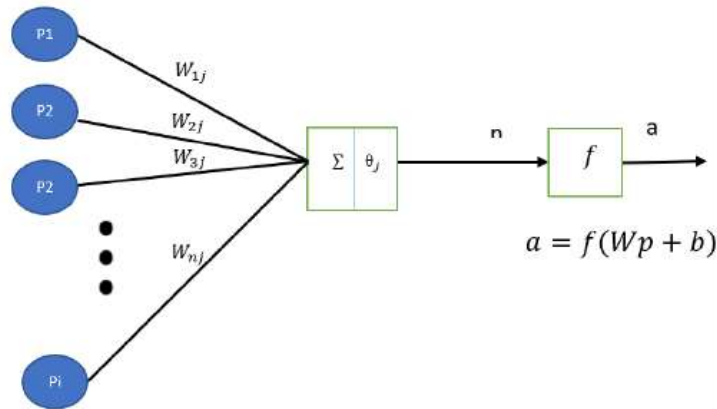 P1
W₁ⱼ
P2
W₂ⱼ
P2
W₃ⱼ
Σ θⱼ
n
f
a
a = f(Wp + b)
Wₙⱼ
Pi